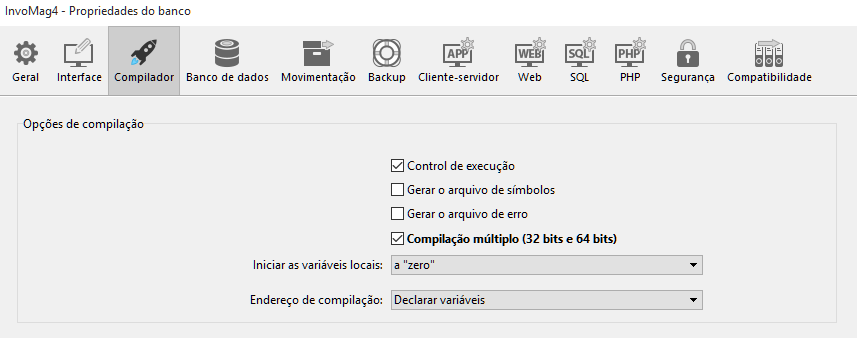 InvoMag4 - Propriedades do banco
APP WEB SQL PHP
Geral Interface Compilador Banco de dados Movimentação Backup Cliente-servidor Web SQL PHP Segurança Compatibilidade
Opções de compilação
Control de execução
Gerar o arquivo de símbolos
Gerar o arquivo de erro
Compilação múltiplo (32 bits e 64 bits)
Iniciar as variáveis locais: a "zero"
Endereço de compilação: Declarar variáveis